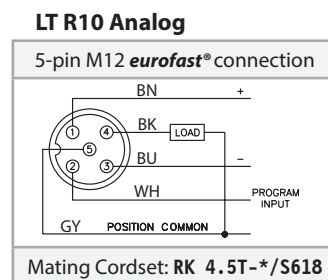 LT R10 Analog
5-pin M12 eurofast® connection
BN +
1 4 BK LOAD
5
BU –
2 3
WH PROGRAM
INPUT
GY POSITION COMMON
Mating Cordset: RK 4.5T-*/S618